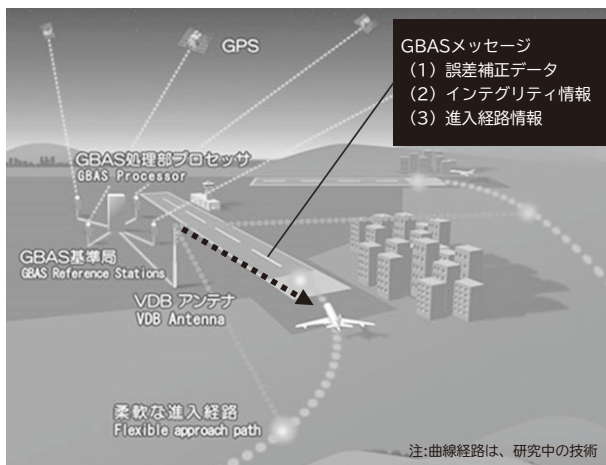 GPS
GBASメッセージ
（1）誤差補正データ
（2）インテグリティ情報
（3）進入経路情報
GBAS処理部プロセッサ
GBAS Processor
GBAS基準局
GBAS Reference Stations
VDB アンテナ
VDB Antenna
柔軟な進入経路
Flexible approach path
注:曲線経路は、研究中の技術